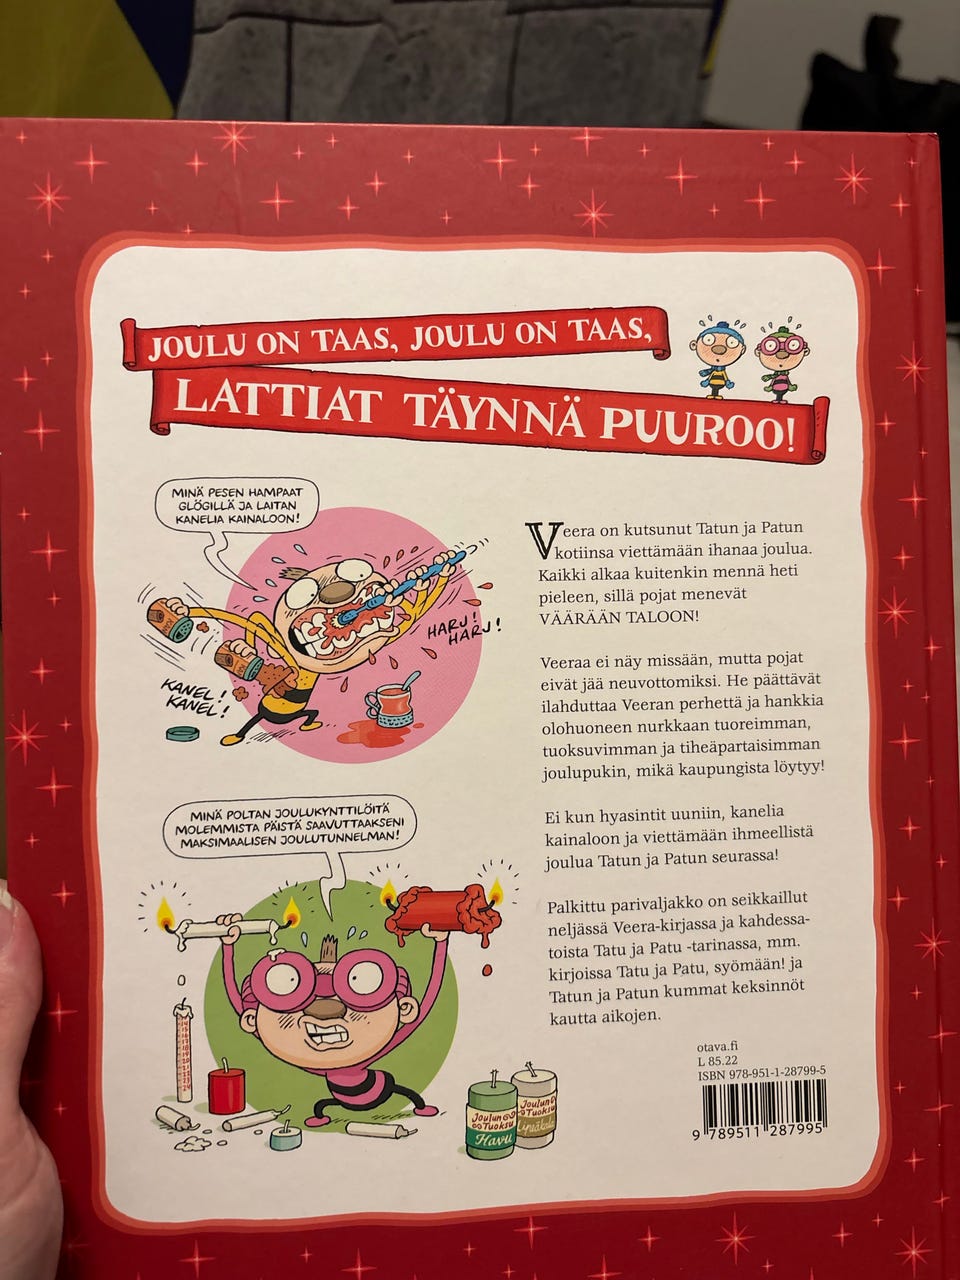 JOULU ON TAAS, JOULU ON TAAS,
LATTIAT TÄYNNÄ PUUROO!
MINÄ PESEN HAMPAAT
GLÖGILLÄ JA LAITAN
KANELIA KAINALOON!
HARJ!
HARJ!
KANEL!
KANEL!
MINÄ POLTAN JOULUKYNTTILÖITÄ
MOLEMMISTA PÄISTÄ SAAVUTTAAKSENI
MAKSIMAALISEN JOULUTUNNELMAN!
Veera on kutsunut Tatun ja Patun
kotiinsa viettämään ihanaa joulua.
Kaikki alkaa kuitenkin mennä heti
pieleen, sillä pojat menevät
VÄÄRÄÄN TALOON!
Veeraa ei näy missään, mutta pojat
eivät jää neuvottomiksi. He päättävät
ilahduttaa Veeran perhettä ja hankkia
olohuoneen nurkkaan tuoreimman,
tuoksuvimman ja tiheäpartaisimman
joulupukin, mikä kaupungista löytyy!
Ei kun hyasintit uuniin, kanelia
kainaloon ja viettämään ihmeellistä
joulua Tatun ja Patun seurassa!
Palkittu parivaljakko on seikkaillut
neljässä Veera-kirjassa ja kahdessa-
toista Tatu ja Patu -tarinassa, mm.
kirjoissa Tatu ja Patu, syömään! ja
Tatun ja Patun kummat keksinnöt
kautta aikojen.
Joulun
Tuoksu
Havu
Joulun
Tuoksu
Lipeäkala
otava.fi
L 85.22
ISBN 978-951-1-28799-5
9 789511 287995